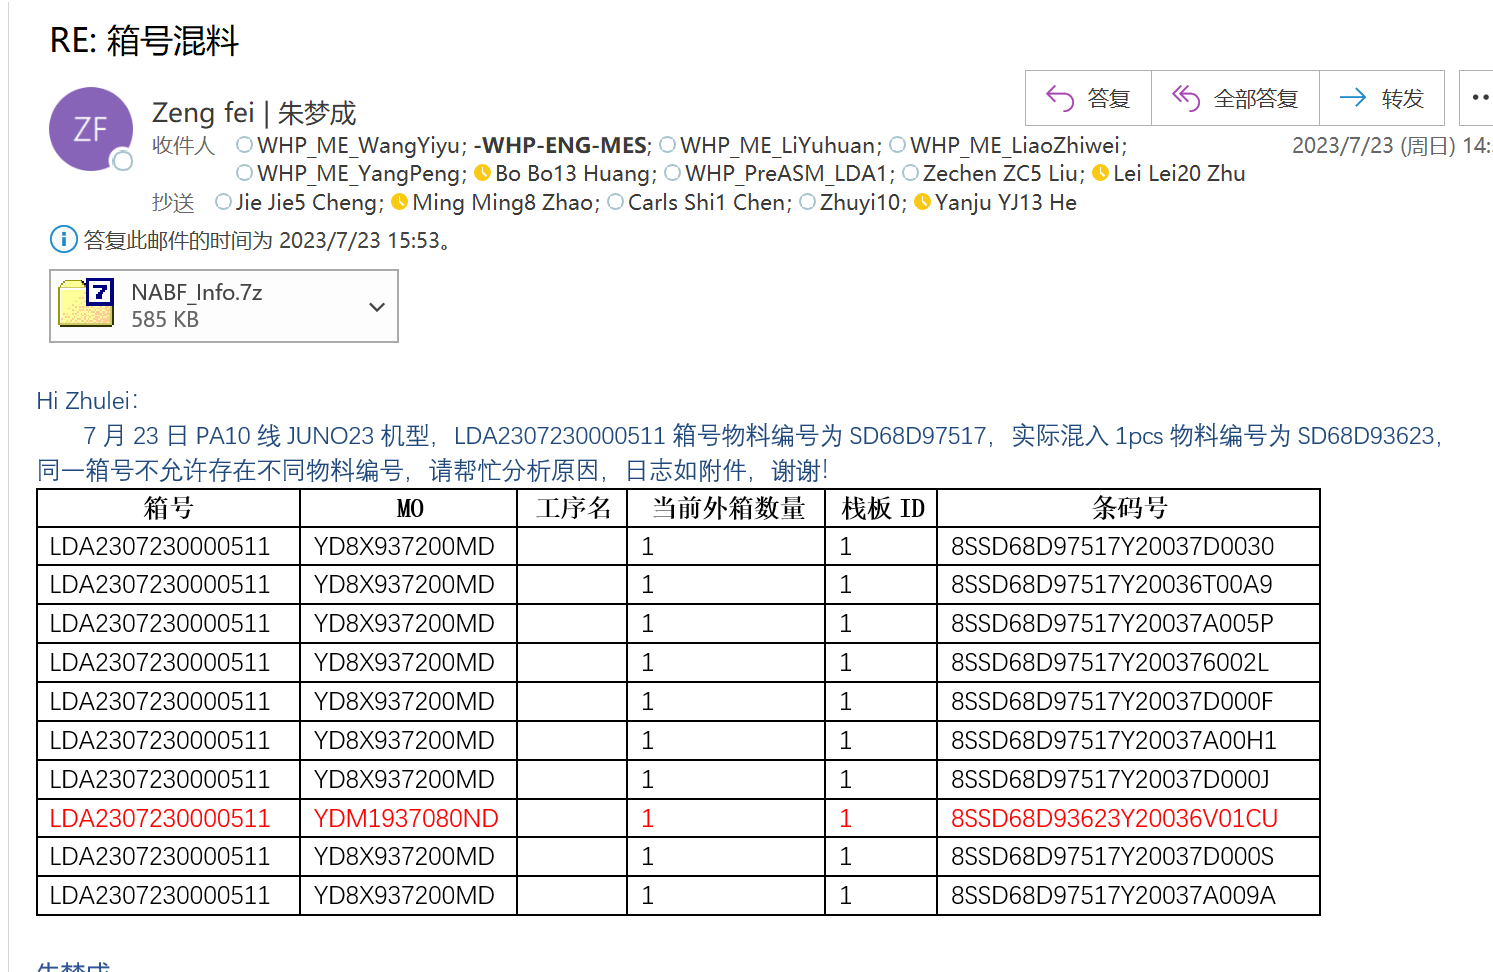 RE: 箱号混料
答复 全部答复 转发
ZF
Zeng fei | 朱梦成
收件人 WHP_ME_WangYiyu; -WHP-ENG-MES; WHP_ME_LiYuhuan; WHP_ME_LiaoZhiwei;
2023/7/23 (周日) 14:
WHP_ME_YangPeng; Bo Bo13 Huang; WHP_PreASM_LDA1; Zechen ZC5 Liu; Lei Lei20 Zhu
抄送 Jie Jie5 Cheng; Ming Ming8 Zhao; Carls Shi1 Chen; Zhuyi10; Yanju YJ13 He
答复此邮件的时间为 2023/7/23 15:53。
7
NABF_Info.7z
585 KB
Hi Zhulei：
7 月 23 日 PA10 线 JUNO23 机型，LDA2307230000511 箱号物料编号为 SD68D97517，实际混入 1pcs 物料编号为 SD68D93623，
同一箱号不允许存在不同物料编号，请帮忙分析原因，日志如附件，谢谢！
箱号 MO 工序名 当前外箱数量 栈板 ID 条码号
LDA2307230000511 YD8X937200MD 1 1 8SSD68D97517Y20037D0030
LDA2307230000511 YD8X937200MD 1 1 8SSD68D97517Y20036T00A9
LDA2307230000511 YD8X937200MD 1 1 8SSD68D97517Y20037A005P
LDA2307230000511 YD8X937200MD 1 1 8SSD68D97517Y200376002L
LDA2307230000511 YD8X937200MD 1 1 8SSD68D97517Y20037D000F
LDA2307230000511 YD8X937200MD 1 1 8SSD68D97517Y20037A00H1
LDA2307230000511 YD8X937200MD 1 1 8SSD68D97517Y20037D000J
LDA2307230000511 YDM1937080ND 1 1 8SSD68D93623Y20036V01CU
LDA2307230000511 YD8X937200MD 1 1 8SSD68D97517Y20037D000S
LDA2307230000511 YD8X937200MD 1 1 8SSD68D97517Y20037A009A
朱梦成